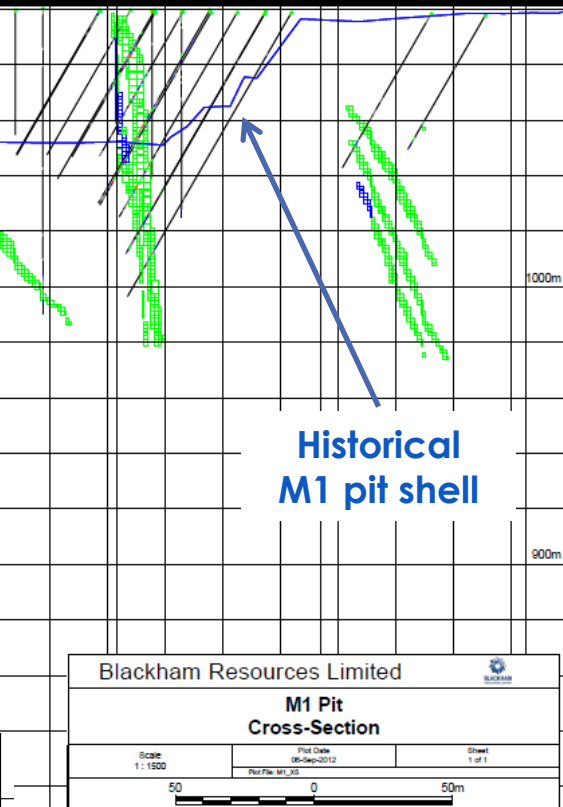 1000m
Historical
M1 pit shell
900m
Blackham Resources Limited
BLACKHAM
M1 Pit
Cross-Section
Scale
1 : 1500
Plot Date
06-Sep-2012
Sheet
1 of 1
Plot File: M1_XS
50 0 50m